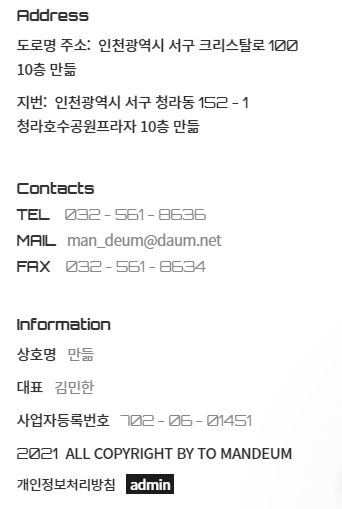 Address
도로명 주소: 인천광역시 서구 크리스탈로 100
10층 만듦
지번: 인천광역시 서구 청라동 152 - 1
청라호수공원프라자 10층 만듦
Contacts
TEL 032 - 561 - 8636
MAIL man_deum@daum.net
FAX 032 - 561 - 8634
Information
상호명 만듦
대표 김민한
사업자등록번호 702 - 06 - 01451
2021 ALL COPYRIGHT BY TO MANDEUM
개인정보처리방침 admin